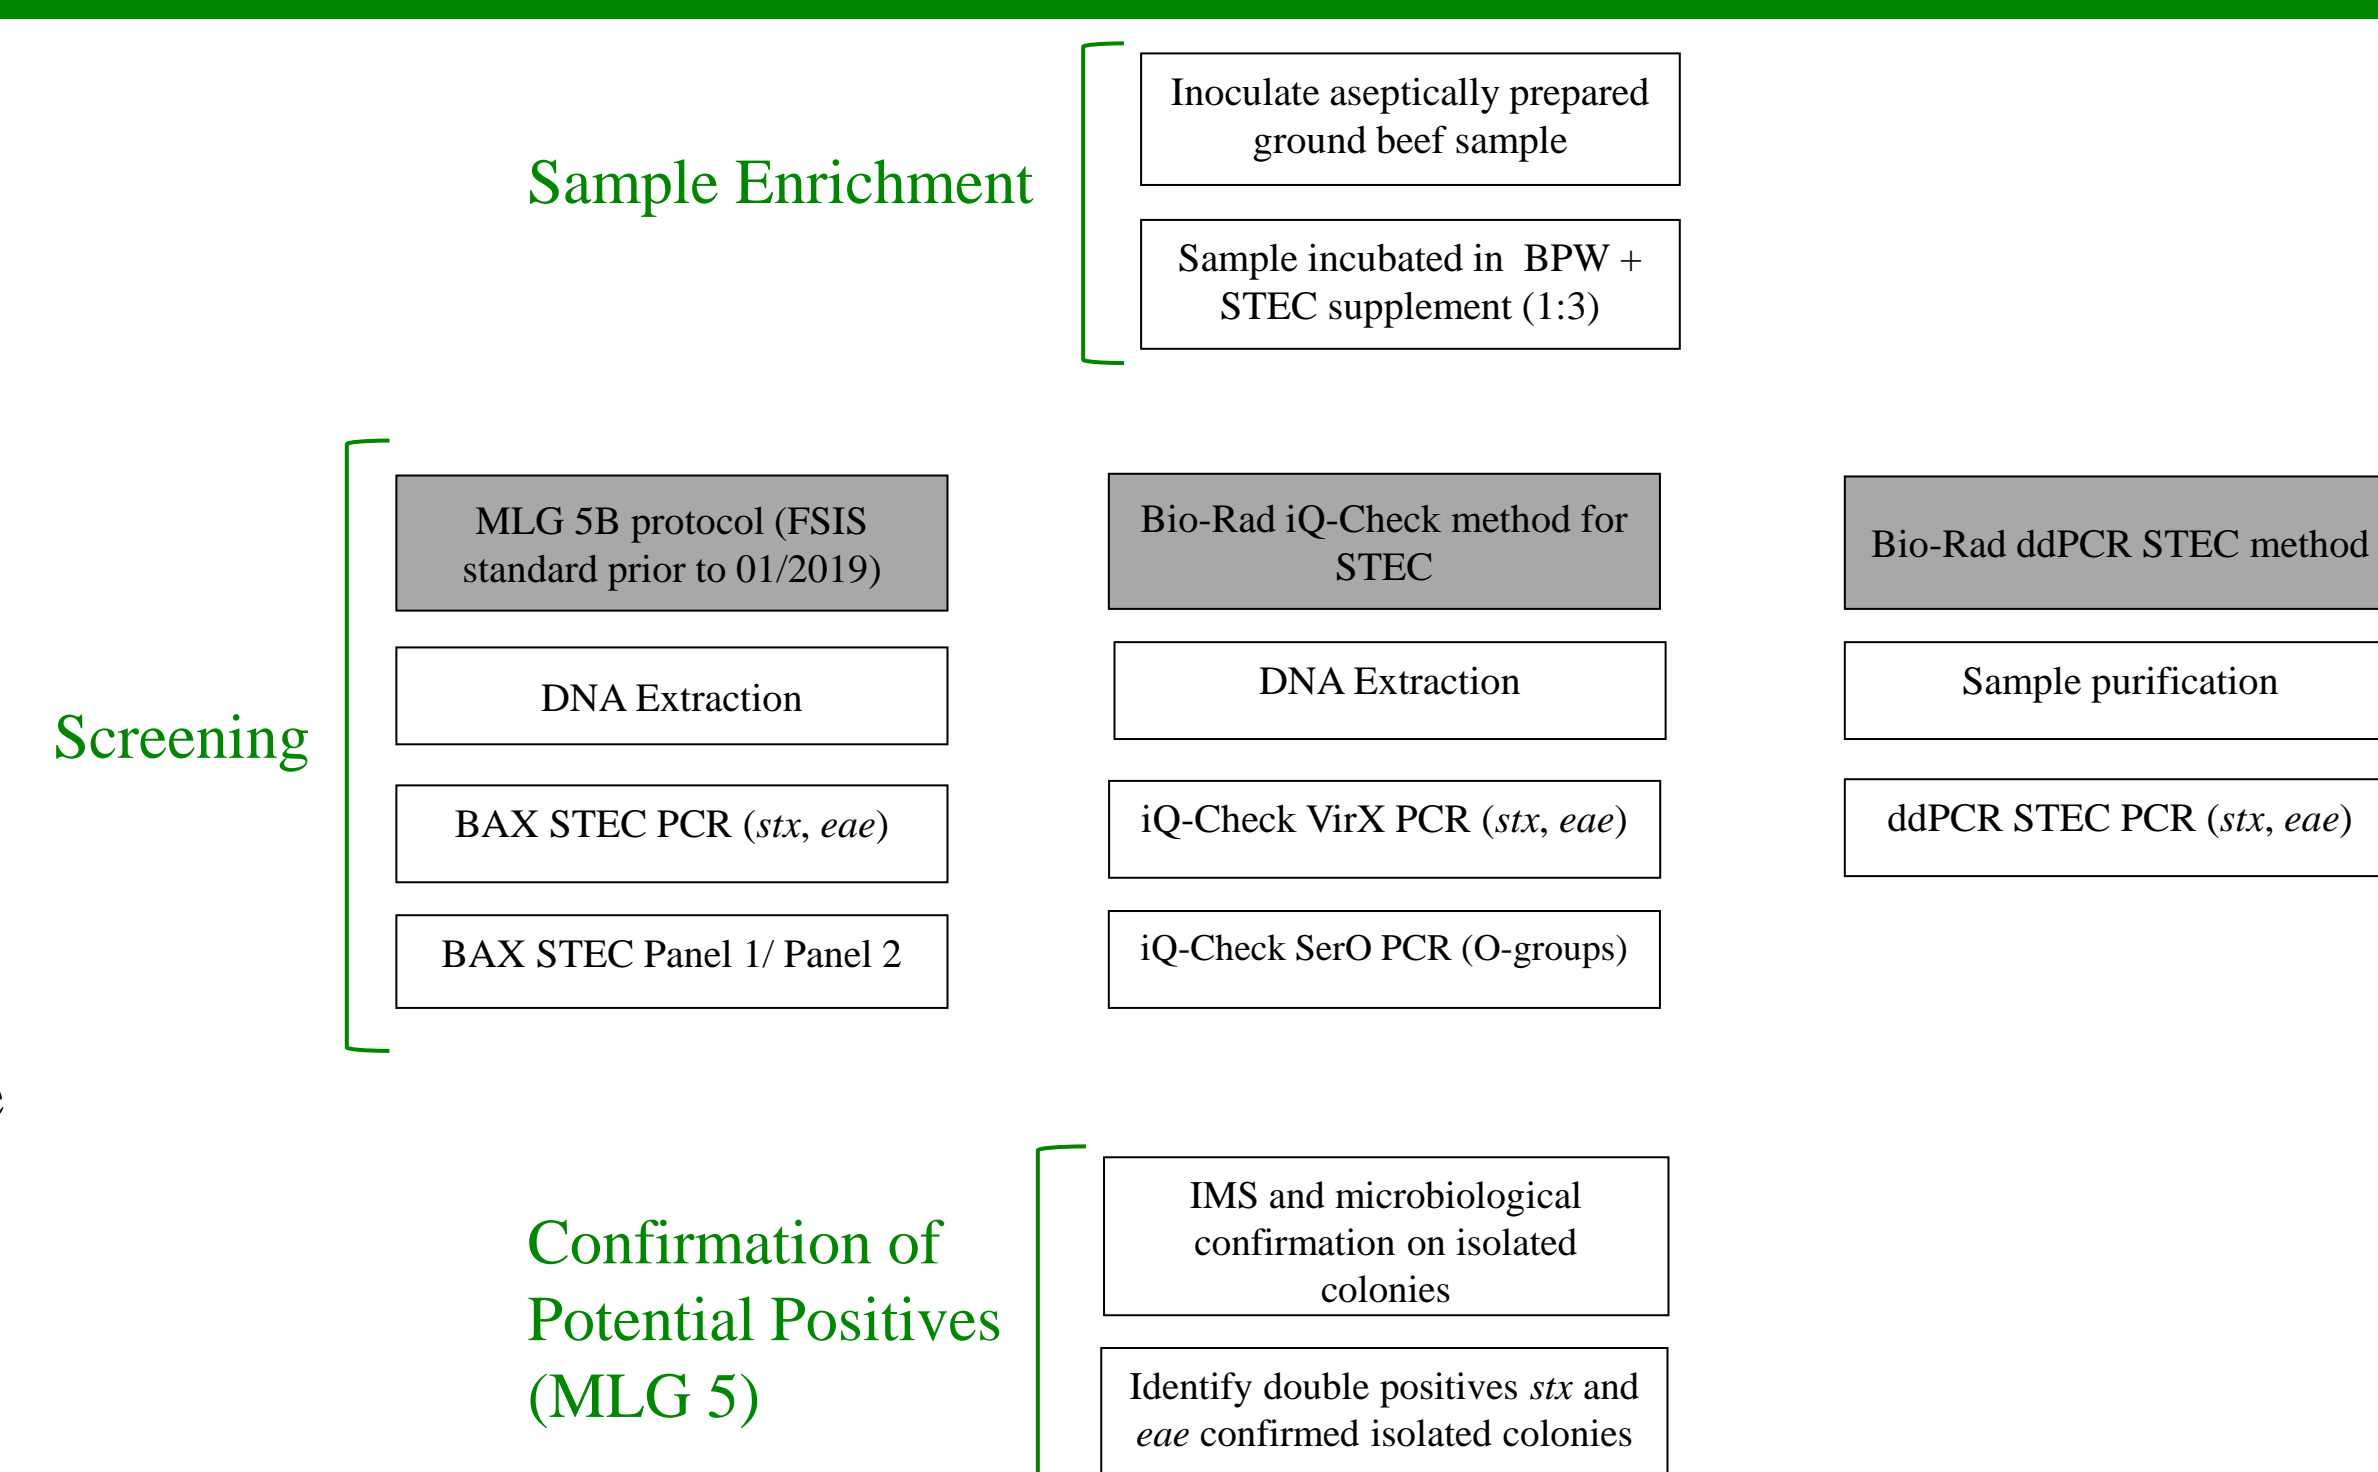 Sample Enrichment
Inoculate aseptically prepared
ground beef sample
Sample incubated in BPW +
STEC supplement (1:3)
Screening
MLG 5B protocol (FSIS
standard prior to 01/2019)
DNA Extraction
BAX STEC PCR (stx, eae)
BAX STEC Panel 1/ Panel 2
Bio-Rad iQ-Check method for
STEC
DNA Extraction
iQ-Check VirX PCR (stx, eae)
iQ-Check SerO PCR (O-groups)
Bio-Rad ddPCR STEC method
Sample purification
ddPCR STEC PCR (stx, eae)
Confirmation of
Potential Positives
(MLG 5)
IMS and microbiological
confirmation on isolated
colonies
Identify double positives stx and
eae confirmed isolated colonies